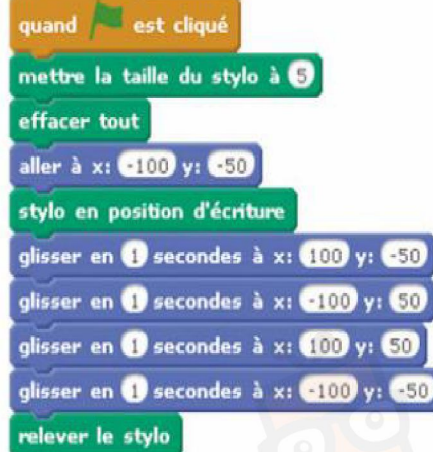 quand est cliqué
mettre la taille du stylo à 5
effacer tout
aller à x: -100 y: -50
stylo en position d'écriture
glisser en 1 secondes à x: 100 y: -50
glisser en 1 secondes à x: -100 y: 50
glisser en 1 secondes à x: 100 y: 50
glisser en 1 secondes à x: -100 y: -50
relever le stylo